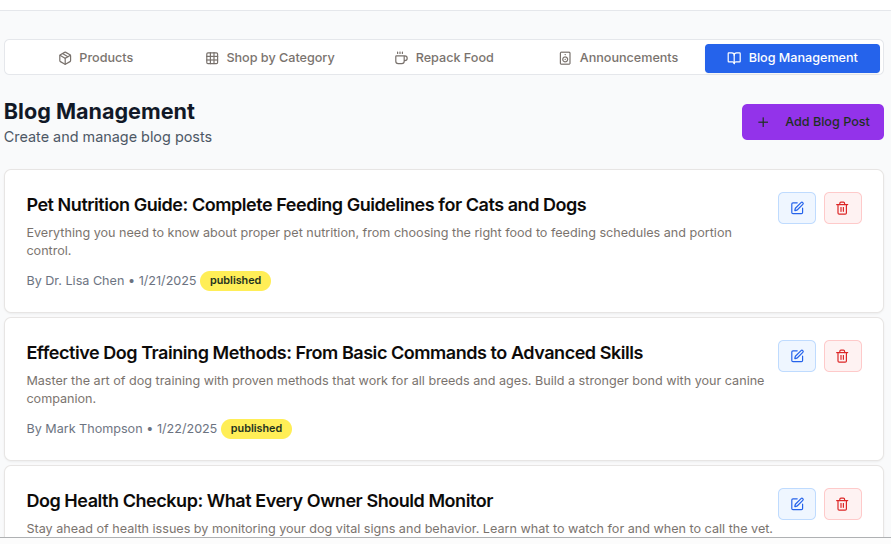 Products Shop by Category Repack Food Announcements Blog Management
Blog Management
Create and manage blog posts
Add Blog Post
Pet Nutrition Guide: Complete Feeding Guidelines for Cats and Dogs
Everything you need to know about proper pet nutrition, from choosing the right food to feeding schedules and portion
control.
By Dr. Lisa Chen • 1/21/2025 published
Effective Dog Training Methods: From Basic Commands to Advanced Skills
Master the art of dog training with proven methods that work for all breeds and ages. Build a stronger bond with your canine
companion.
By Mark Thompson • 1/22/2025 published
Dog Health Checkup: What Every Owner Should Monitor
Stay ahead of health issues by monitoring your dog vital signs and behavior. Learn what to watch for and when to call the vet.